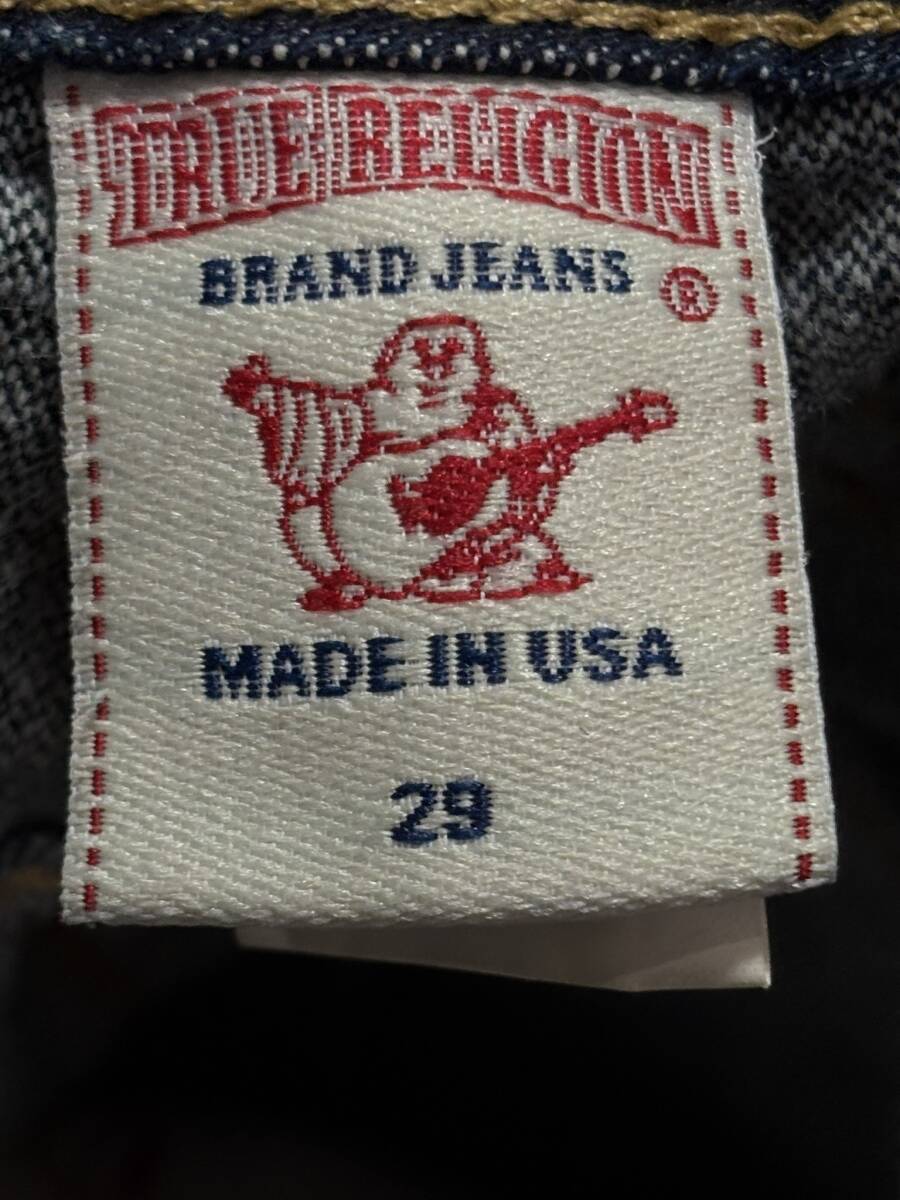 TRUE RELIGION
BRAND JEANS ®
MADE IN USA
29